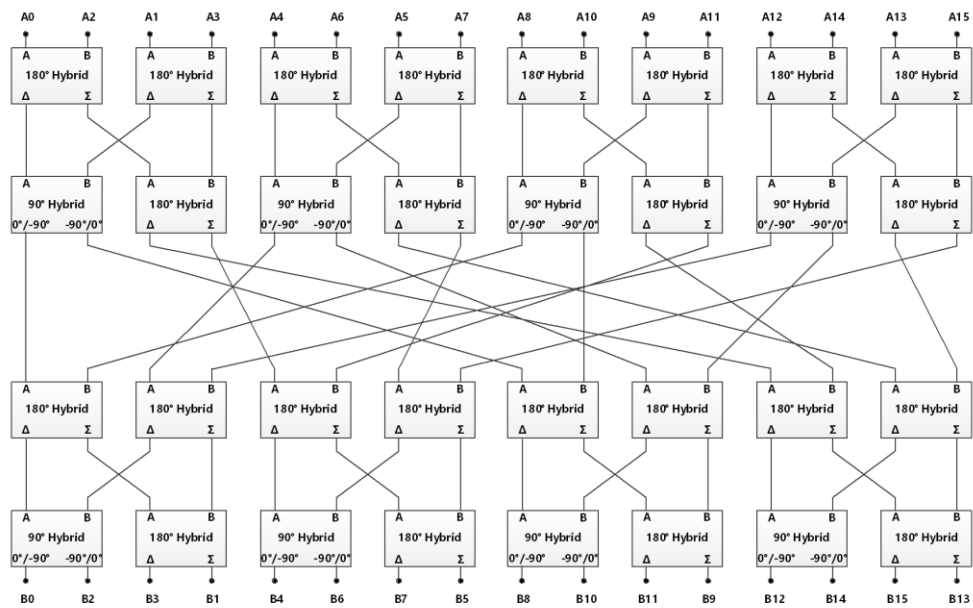 A0 A2 A1 A3 A4 A6 A5 A7 A8 A10 A9 A11 A12 A14 A13 A15
A B A B A B A B A B A B A B A B
180° Hybrid 180° Hybrid 180° Hybrid 180° Hybrid 180° Hybrid 180° Hybrid 180° Hybrid 180° Hybrid
Δ Σ Δ Σ Δ Σ Δ Σ Δ Σ Δ Σ Δ Σ Δ Σ
A B A B A B A B A B A B A B A B
90° Hybrid 180° Hybrid 90° Hybrid 180° Hybrid 90° Hybrid 180° Hybrid 90° Hybrid 180° Hybrid
0°/-90° -90°/0° Δ Σ 0°/-90° -90°/0° Δ Σ 0°/-90° -90°/0° Δ Σ 0°/-90° -90°/0° Δ Σ
A B A B A B A B A B A B A B A B
180° Hybrid 180° Hybrid 180° Hybrid 180° Hybrid 180° Hybrid 180° Hybrid 180° Hybrid 180° Hybrid
Δ Σ Δ Σ Δ Σ Δ Σ Δ Σ Δ Σ Δ Σ Δ Σ
A B A B A B A B A B A B A B A B
90° Hybrid 180° Hybrid 90° Hybrid 180° Hybrid 90° Hybrid 180° Hybrid 90° Hybrid 180° Hybrid
0°/-90° -90°/0° Δ Σ 0°/-90° -90°/0° Δ Σ 0°/-90° -90°/0° Δ Σ 0°/-90° -90°/0° Δ Σ
B0 B2 B3 B1 B4 B6 B7 B5 B8 B10 B11 B9 B12 B14 B15 B13